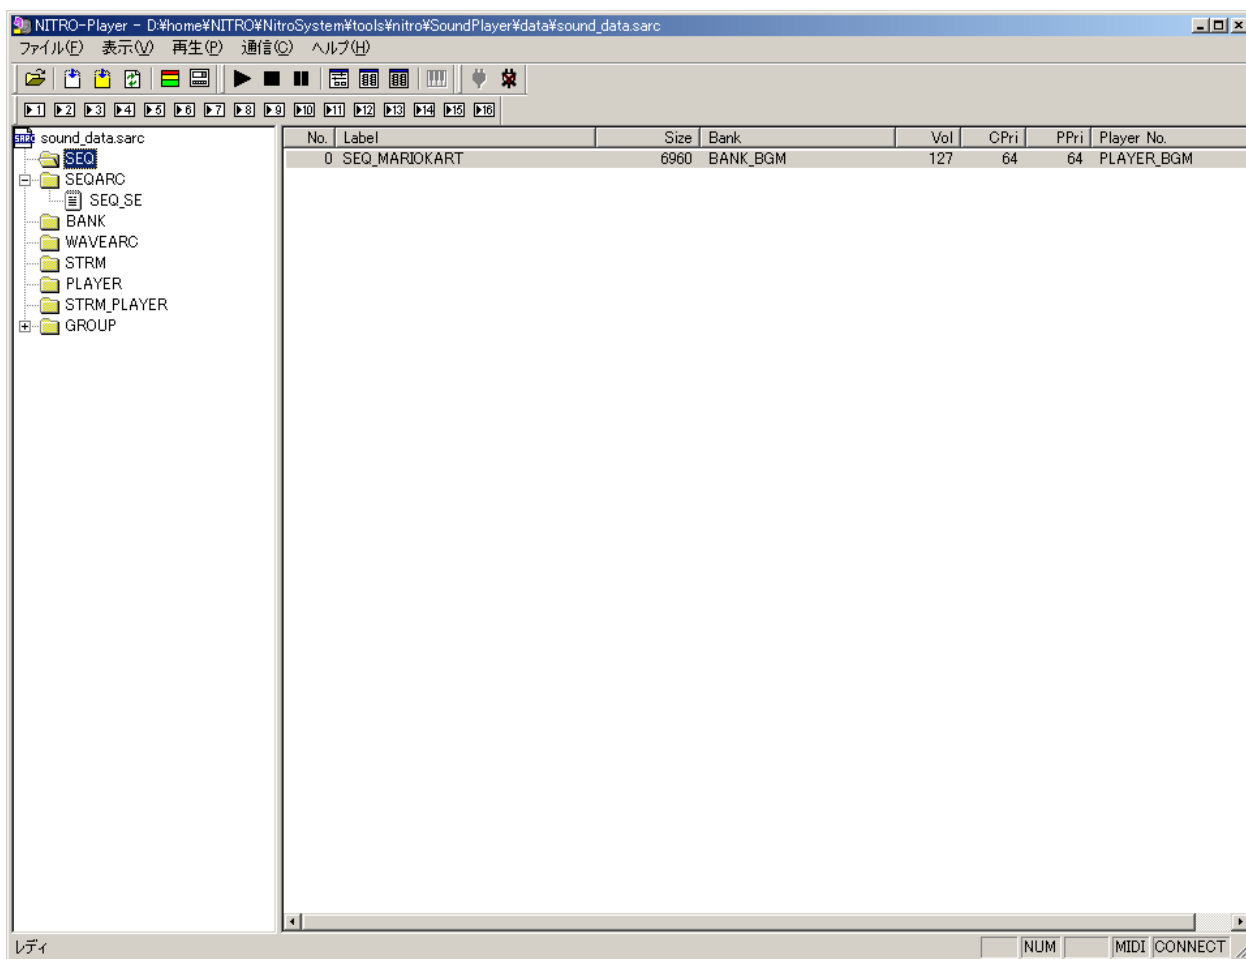 NITRO-Player - D:¥home¥NITRO¥NitroSystem¥tools¥nitro¥SoundPlayer¥data¥sound_data.sarc
ファイル(F) 表示(V) 再生(P) 通信(C) ヘルプ(H)
1 2 3 4 5 6 7 8 9 10 11 12 13 14 15 16
SARC sound_data.sarc
SEQ
SEQARC
SEQ_SE
BANK
WAVEARC
STRM
PLAYER
STRM_PLAYER
GROUP
No. Label Size Bank Vol CPri PPri Player No.
0 SEQ_MARIOKART 6960 BANK_BGM 127 64 64 PLAYER_BGM
レディ NUM MIDI CONNECT